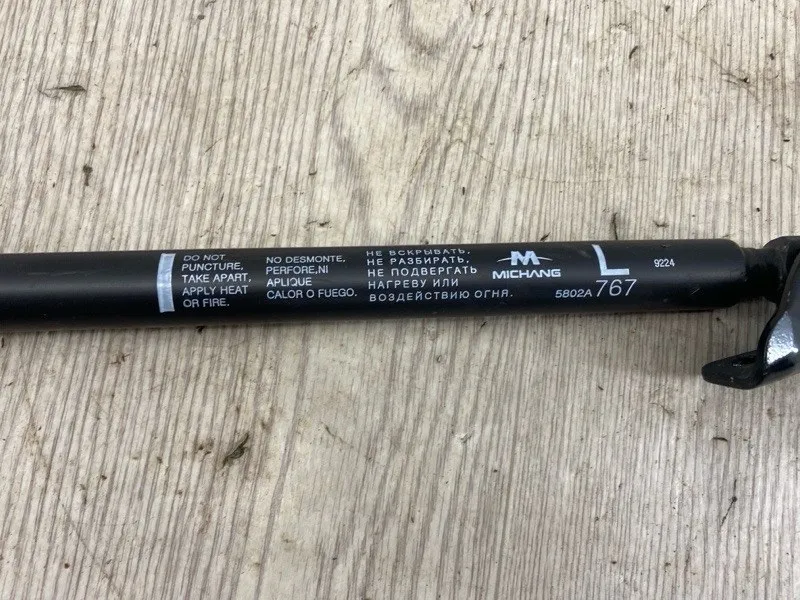 DO NOT
PUNCTURE,
TAKE APART,
APPLY HEAT
OR FIRE.
NO DESMONTE,
PERFORE,NI
APLIQUE
CALOR O FUEGO.
НЕ ВСКРЫВАТЬ,
НЕ РАЗБИРАТЬ,
НЕ ПОДВЕРГАТЬ
НАГРЕВУ ИЛИ
ВОЗДЕЙСТВИЮ ОГНЯ.
M
MICHANG
L
5802A 767
9224